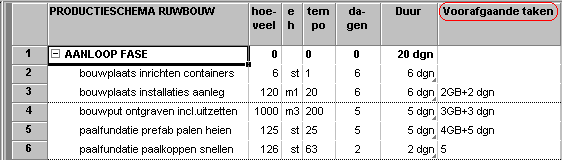 PRODUCTIESCHEMA RUWBOUW hoe-veel e h tem po da-gen Duur Voorafgaande taken
1 AANLOOP FASE 0 0 0 20 dgn
2 bouwplaats inrichten containers 6 st 1 6 6 dgn
3 bouwplaats installaties aanleg 120 m1 20 6 6 dgn 2GB+2 dgn
4 bouwput ontgraven incl.uitzetten 1000 m3 200 5 5 dgn 3GB+3 dgn
5 paalfundatie prefab palen heien 125 st 25 5 5 dgn 4GB+5 dgn
6 paalfundatie paalkoppen snellen 126 st 63 2 2 dgn 5